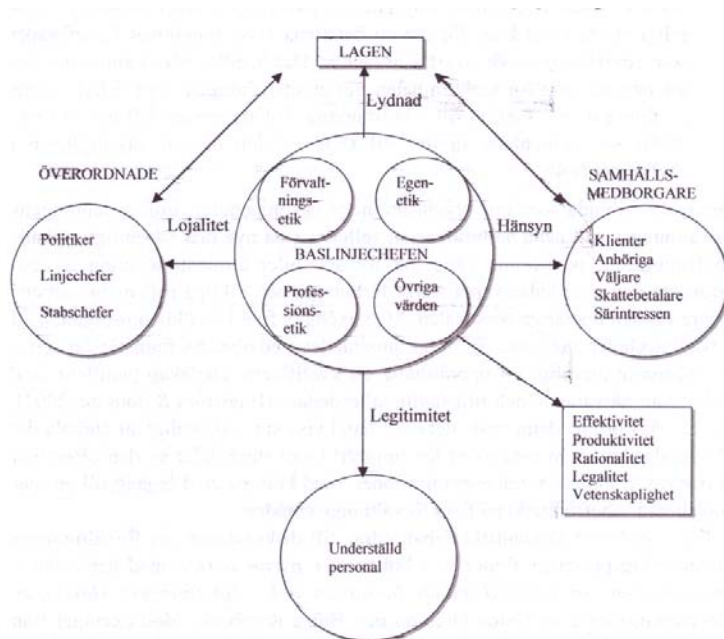 LAGEN
Lydnad
ÖVERORDNADE
SAMHÄLLS-
MEDBORGARE
Förvalt-
nings-
etik
Egen-
etik
Lojalitet
Hänsyn
Politiker
Linjechefer
Stabschefer
BASLINJECHEFEN
Klienter
Anhöriga
Väljare
Skattebetalare
Särintressen
Profes-
sions-
etik
Övriga
värden
Legitimitet
Effektivitet
Produktivitet
Rationalitet
Legalitet
Vetenskaplighet
Underställd
personal